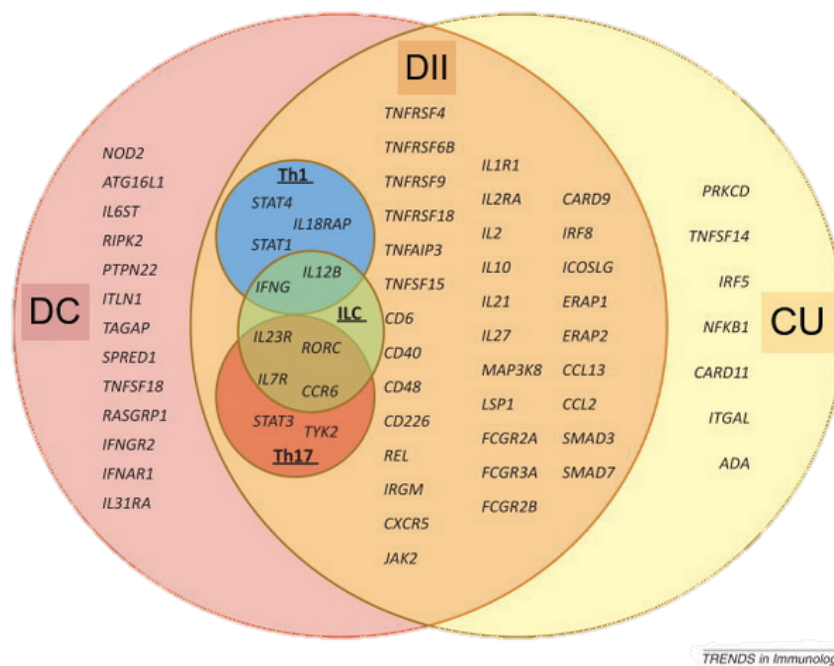 DII
DC
CU
NOD2
ATG16L1
IL6ST
RIPK2
PTPN22
ITLN1
TAGAP
SPRED1
TNFSF18
RASGRP1
IFNGR2
IFNAR1
IL31RA
Th1
STAT4
IL18RAP
STAT1
IL12B
IFNG
ILC
IL23R
RORC
IL7R
CCR6
STAT3
TYK2
Th17
TNFRSF4
TNFRSF6B
TNFRSF9
TNFRSF18
TNFAIP3
TNFSF15
CD6
CD40
CD48
CD226
REL
IRGM
CXCR5
JAK2
IL1R1
IL2RA
IL2
IL10
IL21
IL27
MAP3K8
LSP1
FCGR2A
FCGR3A
FCGR2B
CARD9
IRF8
ICOSLG
ERAP1
ERAP2
CCL13
CCL2
SMAD3
SMAD7
PRKCD
TNFSF14
IRF5
NFKB1
CARD11
ITGAL
ADA
TRENDS in Immunolog